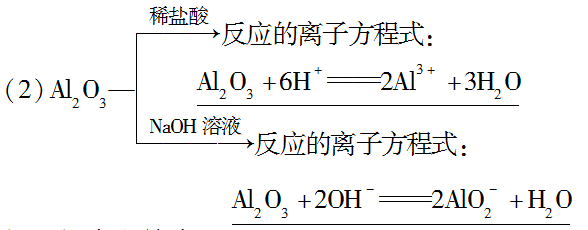 稀盐酸
反应的离子方程式：
Al₂O₃+6H⁺══2Al³⁺+3H₂O
(2)Al₂O₃
NaOH 溶液
反应的离子方程式：
Al₂O₃+2OH⁻══2AlO₂⁻+H₂O